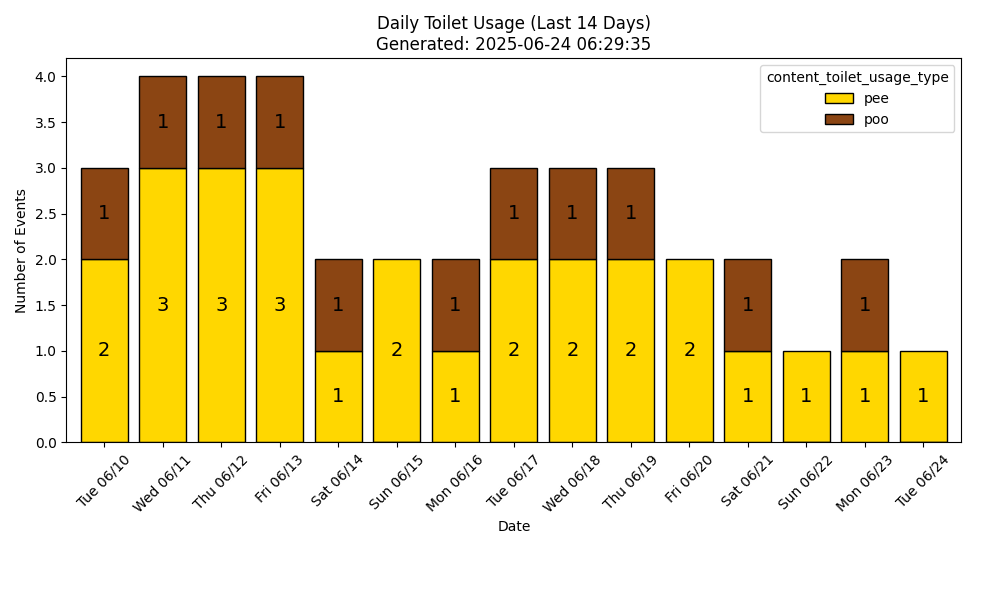 Daily Toilet Usage (Last 14 Days)
Generated: 2025-06-24 06:29:35
content_toilet_usage_type
pee
poo
Number of Events
4.0
3.5
3.0
2.5
2.0
1.5
1.0
0.5
0.0
1 1 1
1 1 1 1
3 3 3 1 2 1 1 1
2 2 2 2 2
1 1 1 1 1 1
Tue 06/10
Wed 06/11
Thu 06/12
Fri 06/13
Sat 06/14
Sun 06/15
Mon 06/16
Tue 06/17
Wed 06/18
Thu 06/19
Fri 06/20
Sat 06/21
Sun 06/22
Mon 06/23
Tue 06/24
Date